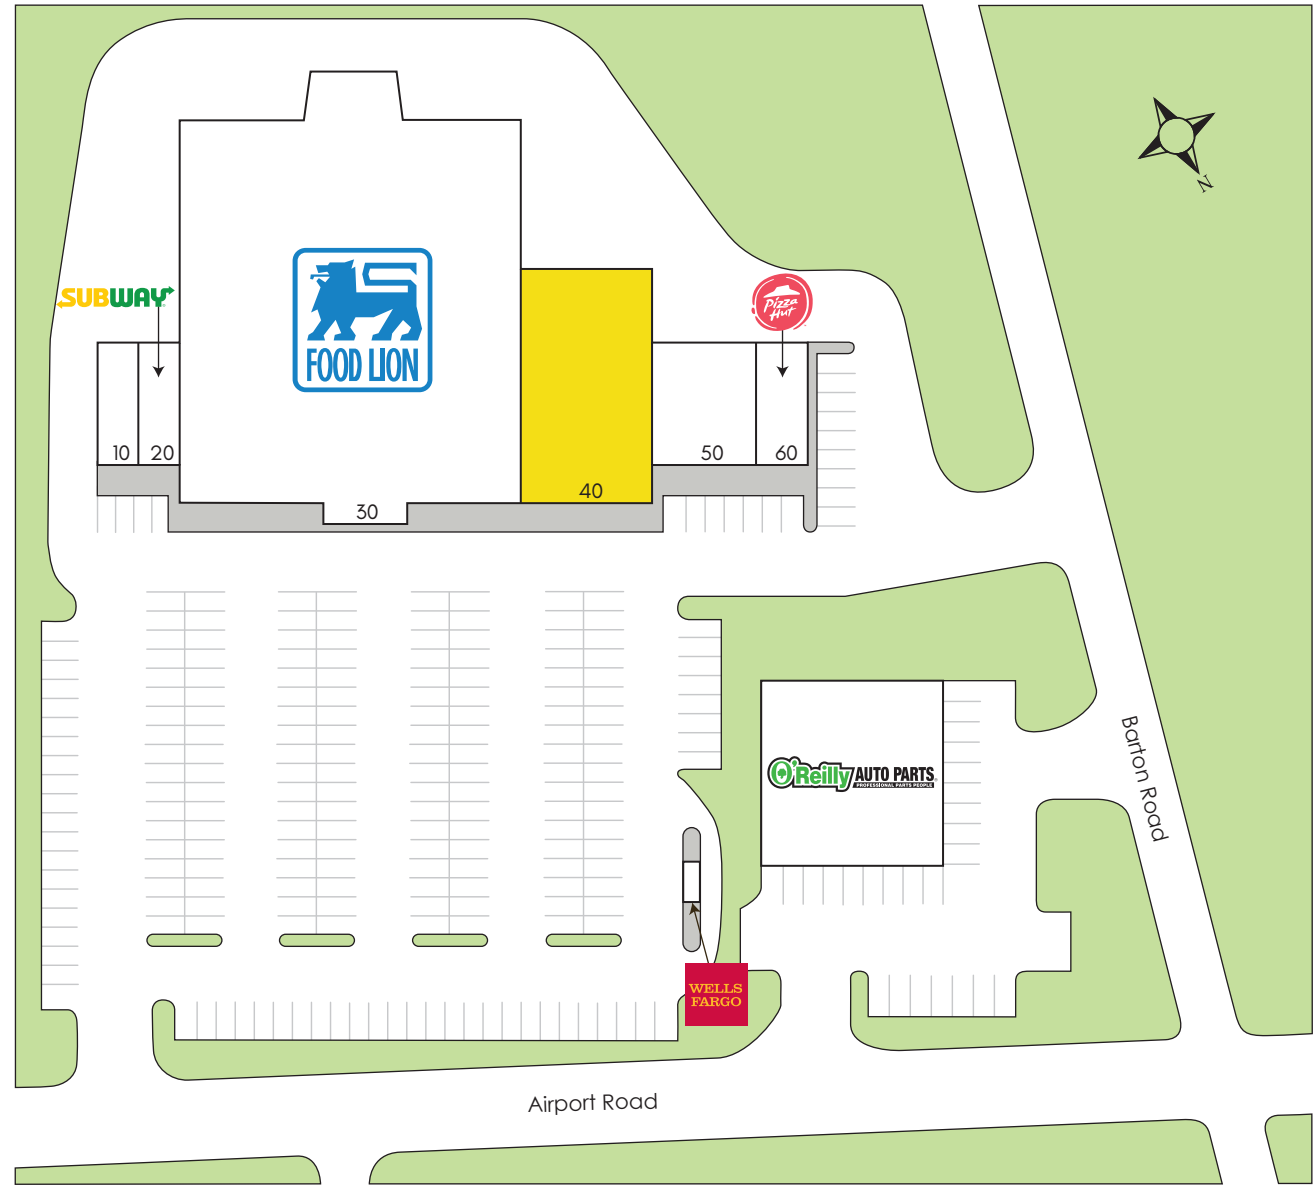 N
SUBWAY
Pizza
Hut
FOOD LION
10
20
30
40
50
60
O'Reilly AUTO PARTS
PROFESSIONAL PARTS PEOPLE
Barton Road
WELLS
FARGO
Airport Road